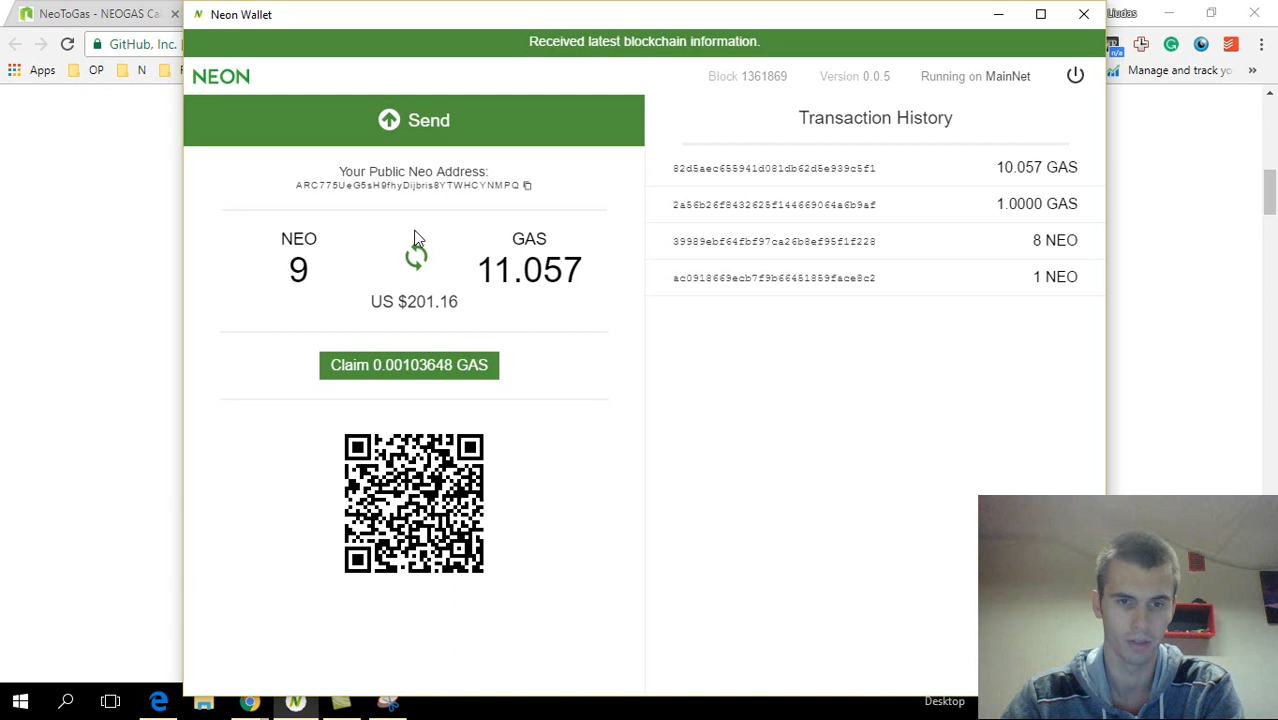 NeoToGas - NEOGAS Ca
Neon Wallet
Liudas
GitHub, Inc.
n/a
Apps
OP
N
Manage and track yo
Received latest blockchain information.
NEON
Block 1361869
Version 0.0.5
Running on MainNet
Send
Transaction History
Your Public Neo Address:
ARC775UeG5sH9fhyDijbris8YTWHCYNMPQ
82d5aec655941d081db62d5e939c5f1
10.057 GAS
2a56b26f8432625f144669064a6b9af
1.0000 GAS
NEO
GAS
39989ebf64fbf97ca26b8ef95f1f228
8 NEO
9
11.057
ac0918669ecb7f9b66451859face8c2
1 NEO
US $201.16
Claim 0.00103648 GAS
Desktop